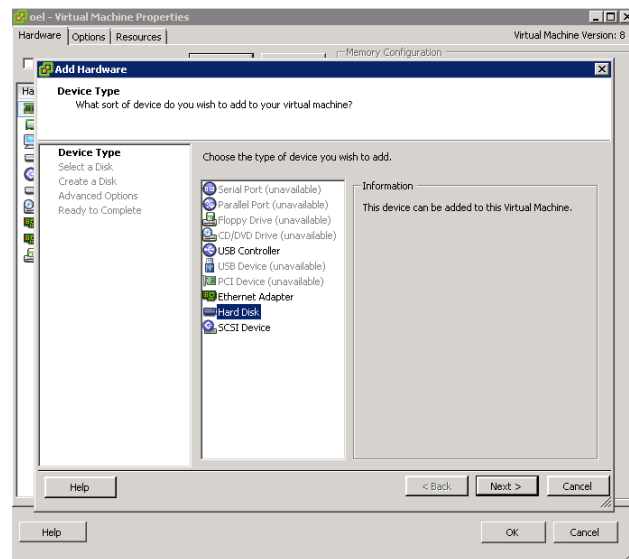 oel - Virtual Machine Properties
Hardware Options Resources
Virtual Machine Version: 8
Memory Configuration
Add Hardware
Ha
Device Type
What sort of device do you wish to add to your virtual machine?
Device Type
Select a Disk
Create a Disk
Advanced Options
Ready to Complete
Choose the type of device you wish to add.
Serial Port (unavailable)
Parallel Port (unavailable)
Floppy Drive (unavailable)
CD/DVD Drive (unavailable)
USB Controller
USB Device (unavailable)
PCI Device (unavailable)
Ethernet Adapter
Hard Disk
SCSI Device
Information
This device can be added to this Virtual Machine.
Help
< Back
Next >
Cancel
Help
OK
Cancel